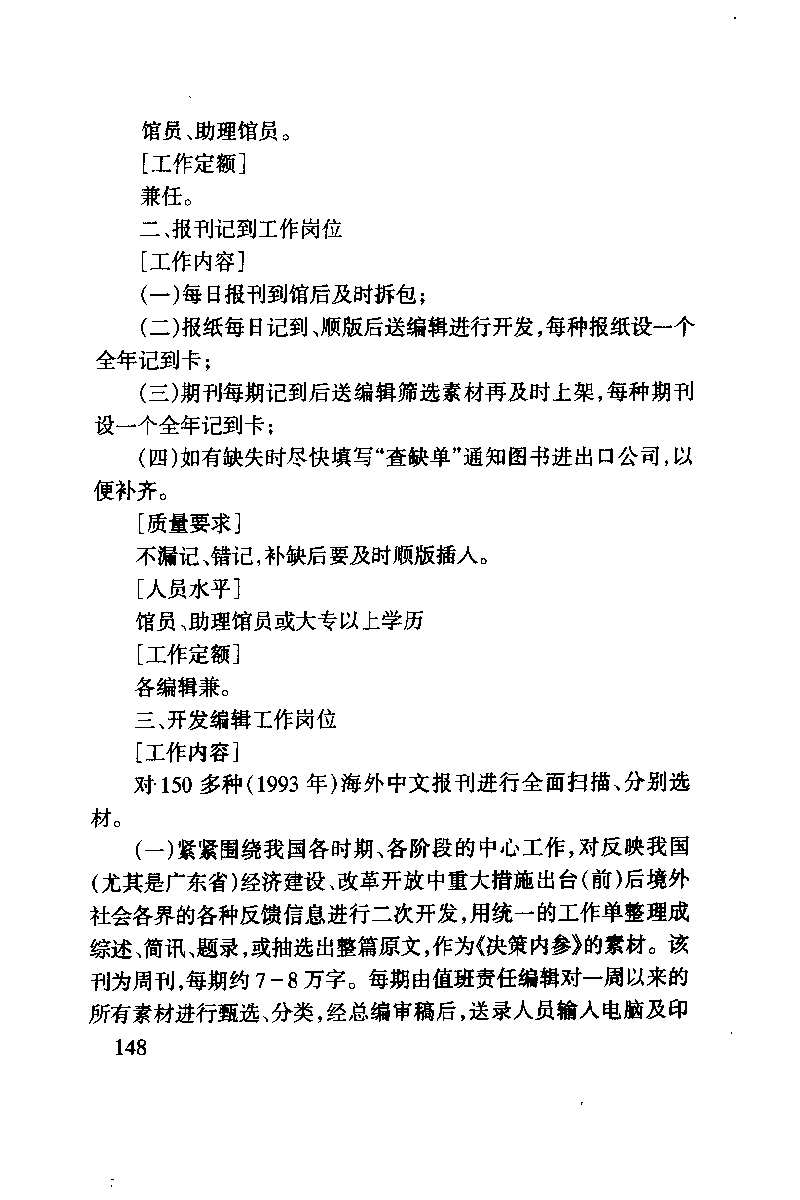 馆员、助理馆员。
[工作定额]
兼任。
二、报刊记到工作岗位
[工作内容]
(一)每日报刊到馆后及时拆包;
(二)报纸每日记到、顺版后送编辑进行开发,每种报纸设一个
全年记到卡;
(三)期刊每期记到后送编辑筛选素材再及时上架,每种期刊
设一个全年记到卡;
(四)如有缺失时尽快填写“查缺单”通知图书进出口公司,以
便补齐。
[质量要求]
不漏记、错记,补缺后要及时顺版插入。
[人员水平]
馆员、助理馆员或大专以上学历
[工作定额]
各编辑兼。
三、开发编辑工作岗位
[工作内容]
对150多种(1993年)海外中文报刊进行全面扫描、分别选
材。
(一)紧紧围绕我国各时期、各阶段的中心工作,对反映我国
(尤其是广东省)经济建设、改革开放中重大措施出台(前)后境外
社会各界的各种反馈信息进行二次开发,用统一的工作单整理成
综述、简讯、题录,或抽选出整篇原文,作为《决策内参》的素材。该
刊为周刊,每期约7-8万字。每期由值班责任编辑对一周以来的
所有素材进行甄选、分类,经总编审稿后,送录入员输入电脑及印
148